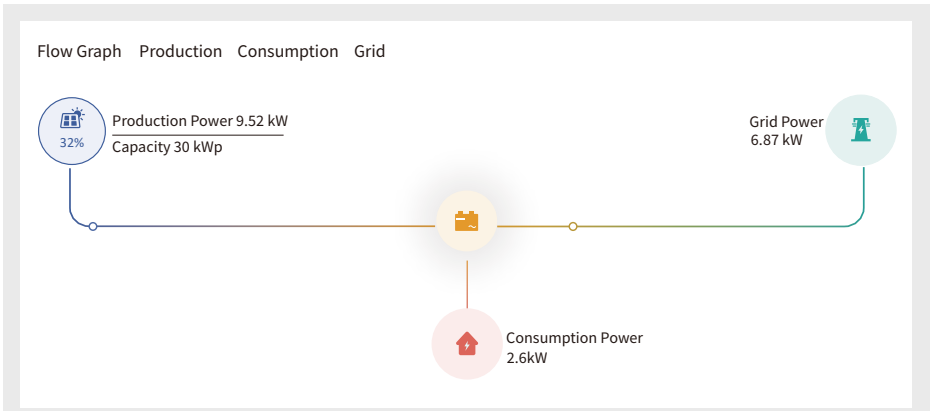 Flow Graph Production Consumption Grid
Production Power 9.52 kW
32%
Capacity 30 kWp
Grid Power
6.87 kW
Consumption Power
2.6kW